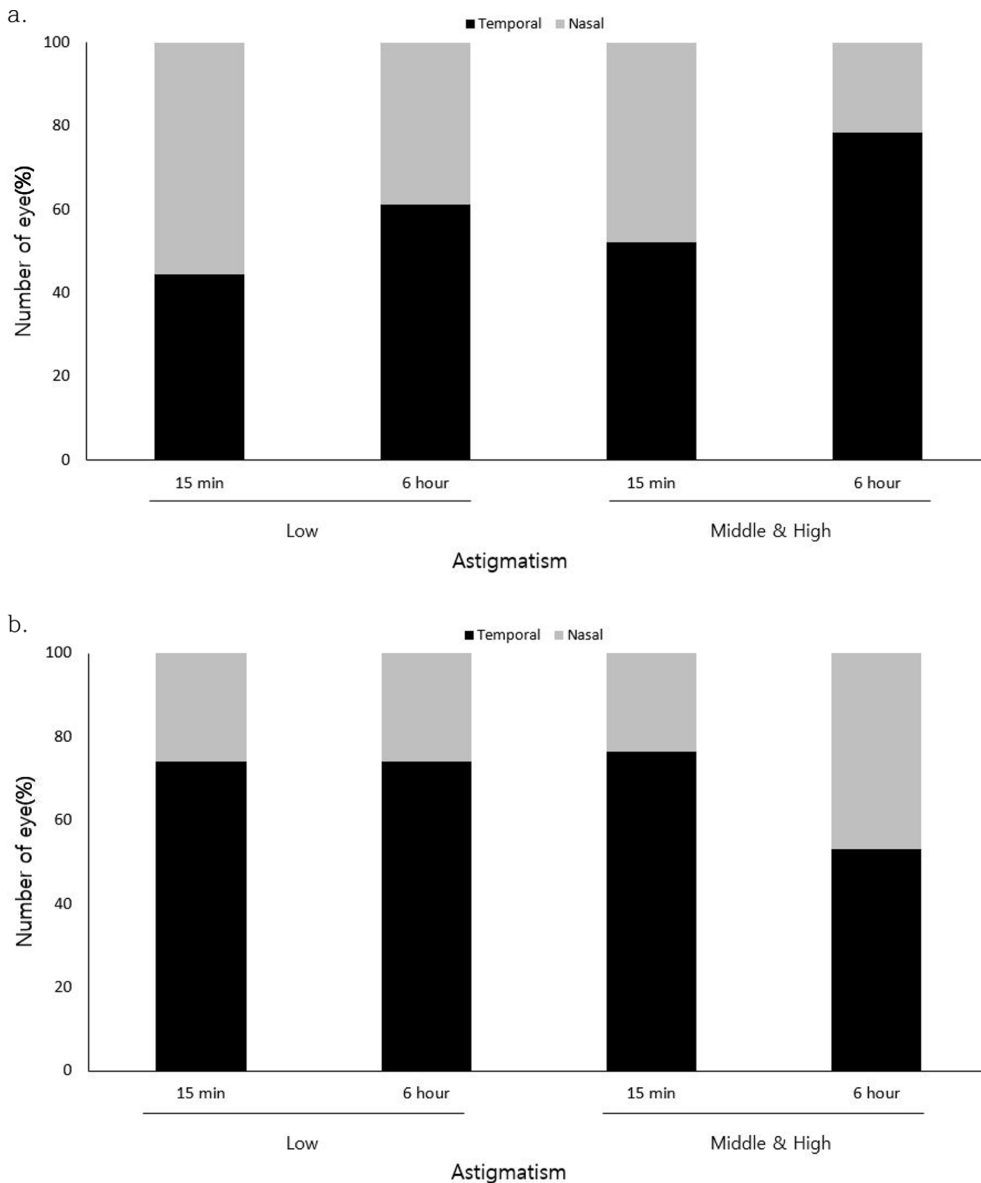 a.
Temporal Nasal
100
80
60
40
20
0
Number of eye(%)
15 min 6 hour 15 min 6 hour
Low Middle & High
Astigmatism
b.
Temporal Nasal
100
80
60
40
20
0
Number of eye(%)
15 min 6 hour 15 min 6 hour
Low Middle & High
Astigmatism